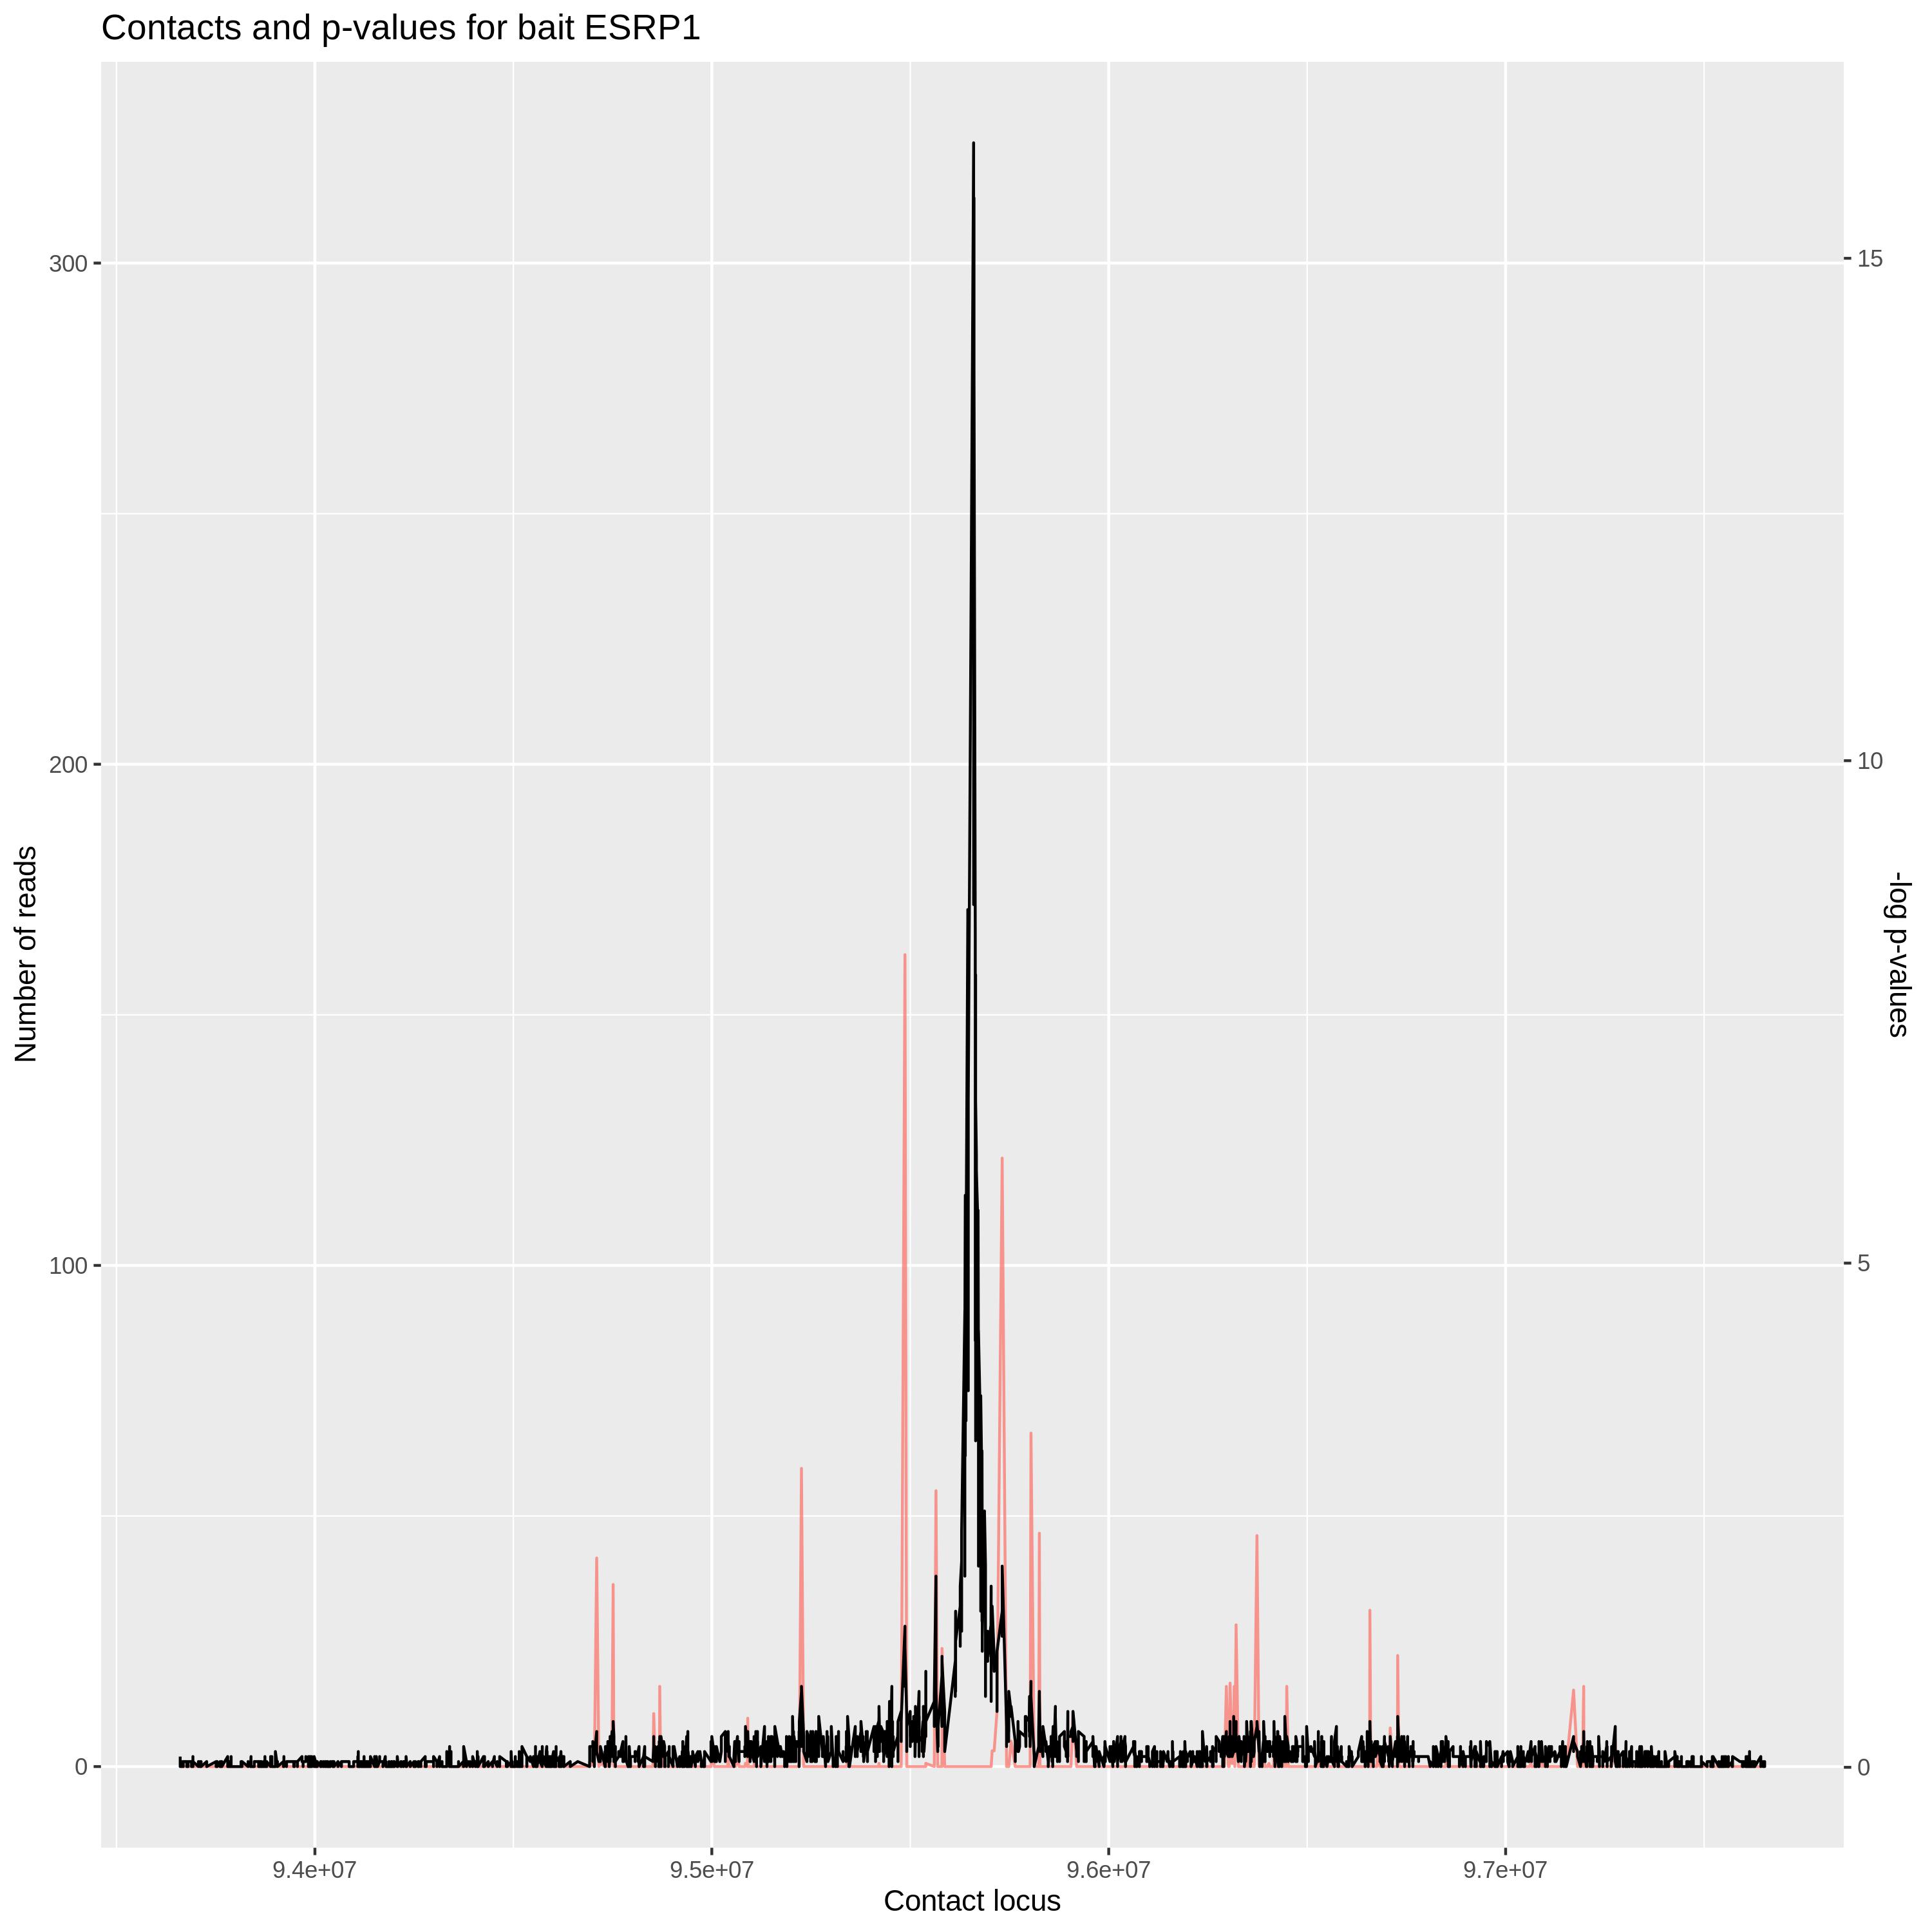 Contacts and p-values for bait ESRP1
300
200
100
0
Number of reads
15
10
5
0
-log p-values
9.4e+07
9.5e+07
9.6e+07
9.7e+07
Contact locus